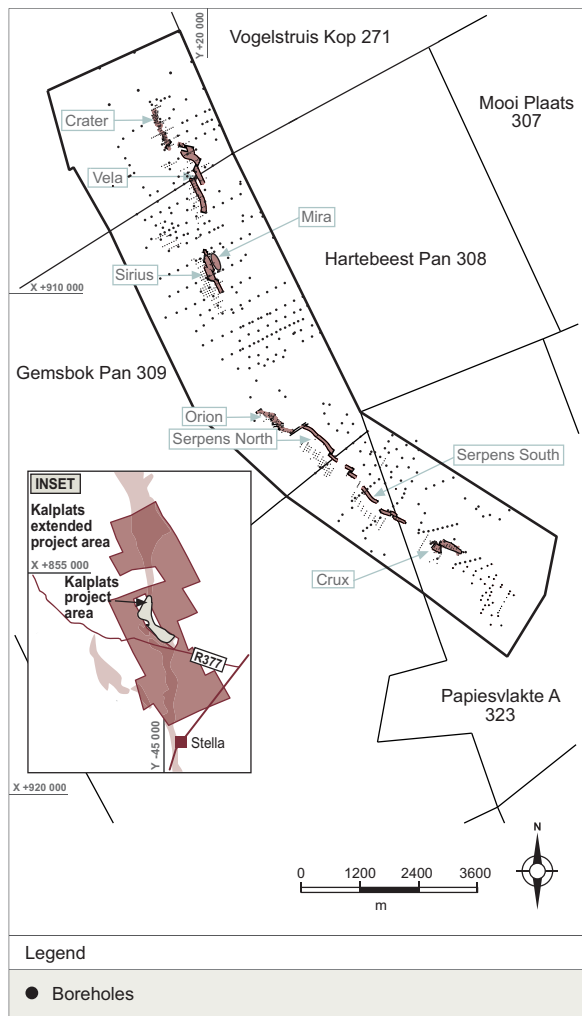 Y +20 000
Vogelstruis Kop 271
Mooi Plaats
307
Crater
Vela
Mira
Hartebeest Pan 308
Sirius
X +910 000
Gemsbok Pan 309
Orion
Serpens North
Serpens South
Crux
INSET
Kalplats
extended
project area
X +855 000
Kalplats
project
area
R377
Y -45 000
Stella
Papiesvlakte A
323
X +920 000
N
0 1200 2400 3600
m
Legend
Boreholes